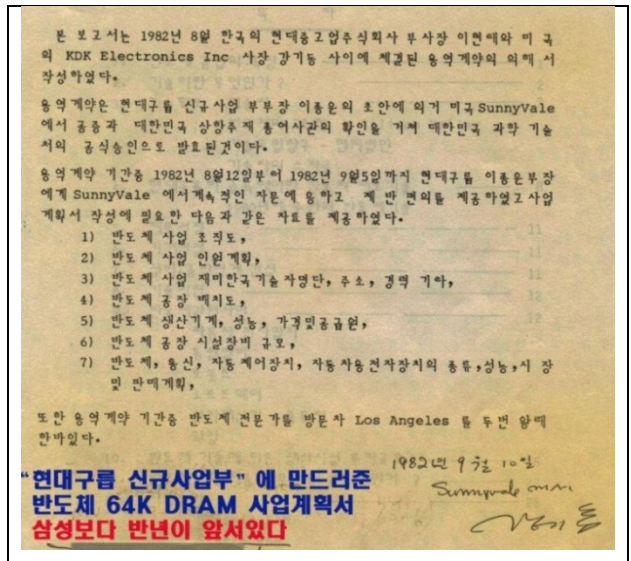 본 보고서는 1982년 8월 한국의 현대중고업주식회사 부사장 이현태와 미 국
의 KDK Electronics Inc 사장 강기동 사이에 체결된 용역계약의 의해 서
작성하였다.
용역계약은 현대구릅 신규사업 부부장 이종운의 초안에 의거 미국SunnyVale
에서 공증과 대한민국 상항주재 총영사관의 확인을 거쳐 대한민국 과학 기술
처의 공식승인으로 발효된것이다.
용역계약 기간중 1982년 8월12일부터 1982년 9월5일까지 현대구릅 이종운부장
에게 SunnyVale 에서계속적인 자문에 응하고 제 반 편의를 제공하였고사업
계획서 작성에 필요한 다음과 같은 자료를 제공하였다.
1) 반도체 사업 조직도,
2) 반도체 사업 인원계획,
3) 반도체 사업 재미한국기술자명단, 주소, 경력 기타,
4) 반도체 공장 배치도,
5) 반도체 생산기계, 성능, 가격및공급원,
6) 반도체 공장 시설장비 규모,
7) 반도체, 통신, 자동제어장치, 자동차용전자장치의 종류,성능,시 장
및 판매계획,
또한 용역계약 기간중 반도체 전문가를 방문차 Los Angeles 를 두번 왕래
한바있다.
1982년 9월 10일
Sunnyvale 에서
강기동
"현대구릅 신규사업부" 에 만드러준
반도체 64K DRAM 사업계획서
삼성보다 반년이 앞서있다